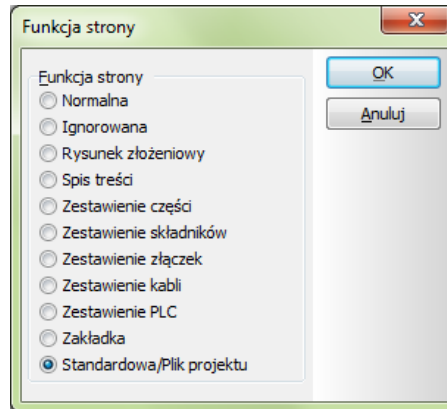 Funkcja strony
Funkcja strony
OK
Normalna
Anuluj
Ignorowana
Rysunek złożeniowy
Spis treści
Zestawienie części
Zestawienie składników
Zestawienie złączek
Zestawienie kabli
Zestawienie PLC
Zakładka
Standardowa/Plik projektu